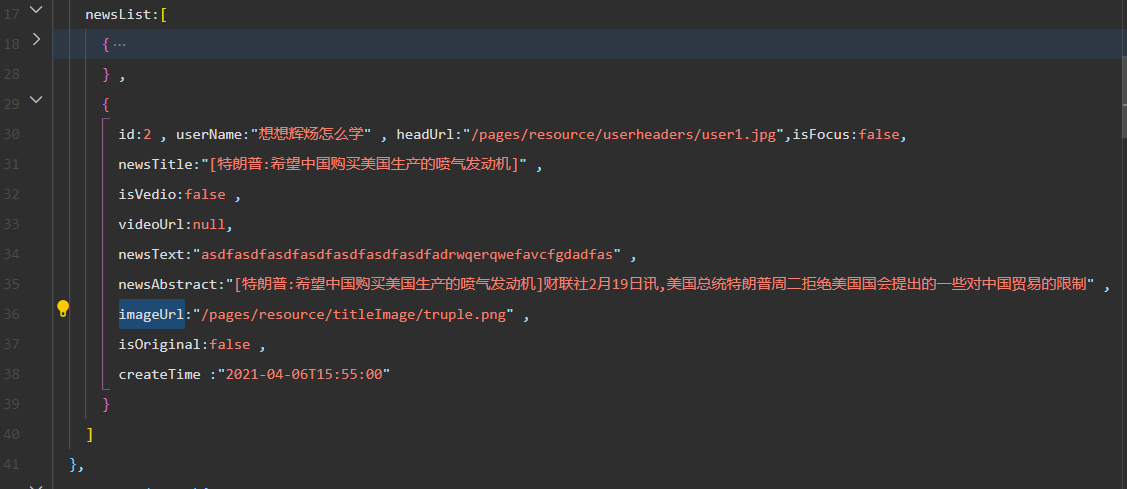 17 newsList:[
18 {…
28 } ,
29 {
30 id:2 , userName:"想想辉炀怎么学" , headUrl:"/pages/resource/userheaders/user1.jpg",isFocus:false,
31 newsTitle:"[特朗普:希望中国购买美国生产的喷气发动机]" ,
32 isVedio:false ,
33 videoUrl:null,
34 newsText:"asdfasdfasdfasdfasdfasdfasdfasdfadrwqerqwefavcfgdadfas" ,
35 newsAbstract:"[特朗普:希望中国购买美国生产的喷气发动机]财联社2月19日讯,美国总统特朗普周二拒绝美国国会提出的一些对中国贸易的限制" ,
36 imageUrl:"/pages/resource/titleImage/truple.png" ,
37 isOriginal:false ,
38 createTime :"2021-04-06T15:55:00"
39 }
40 ]
41 },